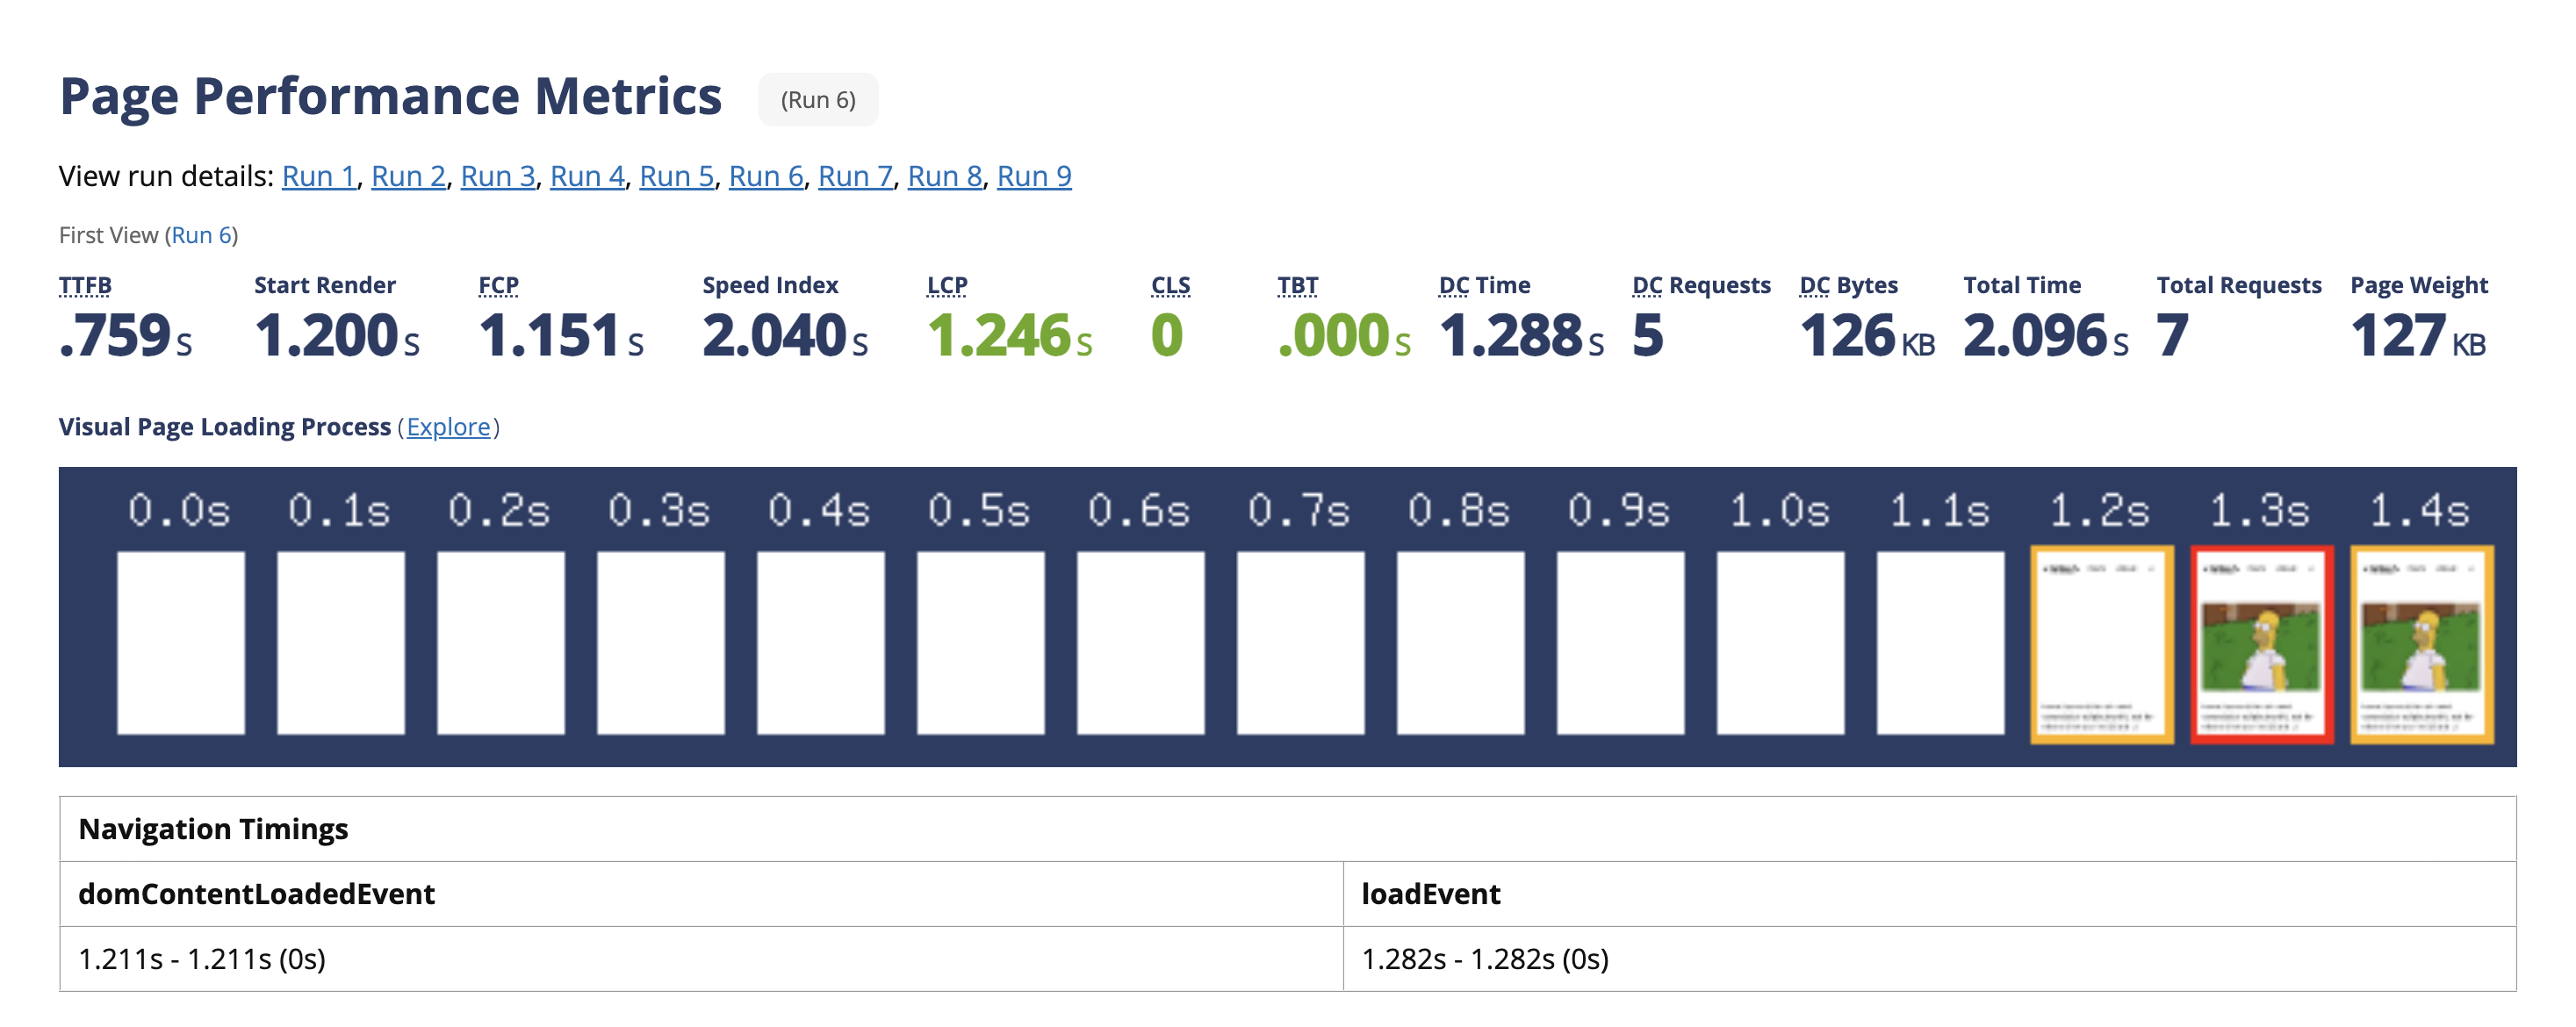 Page Performance Metrics (Run 6)
View run details: Run 1, Run 2, Run 3, Run 4, Run 5, Run 6, Run 7, Run 8, Run 9
First View (Run 6)
TTFB Start Render FCP Speed Index LCP CLS TBT DC Time DC Requests DC Bytes Total Time Total Requests Page Weight
.759s 1.200s 1.151s 2.040s 1.246s 0 .000s 1.288s 5 126KB 2.096s 7 127KB
Visual Page Loading Process (Explore)
0.0s 0.1s 0.2s 0.3s 0.4s 0.5s 0.6s 0.7s 0.8s 0.9s 1.0s 1.1s 1.2s 1.3s 1.4s
Navigation Timings
domContentLoadedEvent loadEvent
1.211s - 1.211s (0s) 1.282s - 1.282s (0s)